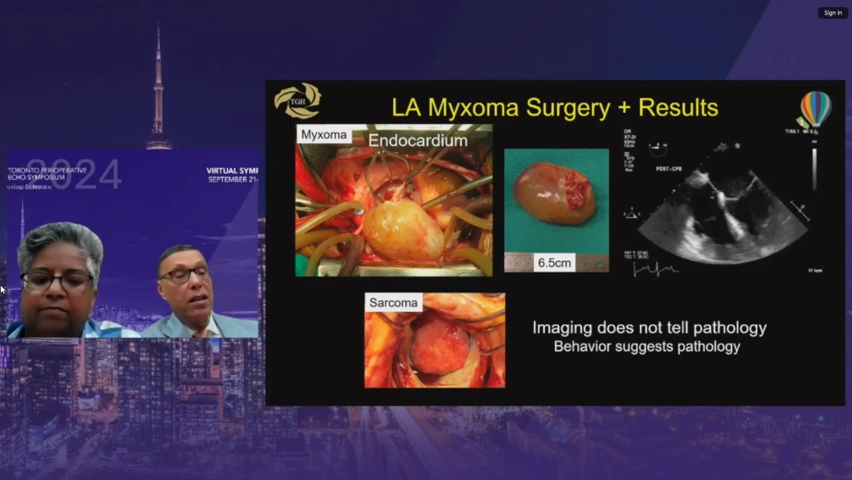 Sign in
2024
TORONTO PERIOPERATIVE
ECHO SYMPOSIUM
VIRTUAL SYMP
SEPTEMBER 21-
TGH
LA Myxoma Surgery + Results
Myxoma
Endocardium
6.5cm
POST-CPB
Sarcoma
Imaging does not tell pathology
Behavior suggests pathology